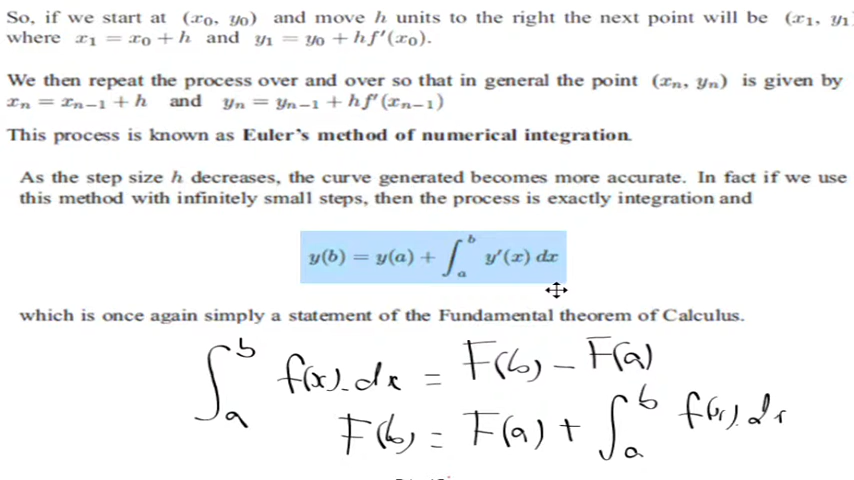 So, if we start at (x₀, y₀) and move h units to the right the next point will be (x₁, y₁
where x₁ = x₀ + h and y₁ = y₀ + hf′(x₀).
We then repeat the process over and over so that in general the point (xₙ, yₙ) is given by
xₙ = xₙ₋₁ + h and yₙ = yₙ₋₁ + hf′(xₙ₋₁)
This process is known as Euler's method of numerical integration.
As the step size h decreases, the curve generated becomes more accurate. In fact if we use
this method with infinitely small steps, then the process is exactly integration and
y(b) = y(a) + ∫ₐᵇ y′(x) dx
which is once again simply a statement of the Fundamental theorem of Calculus.
∫ₐᵇ f(x).dx = F(b) − F(a)
F(b) = F(a) + ∫ₐᵇ f(x).dx